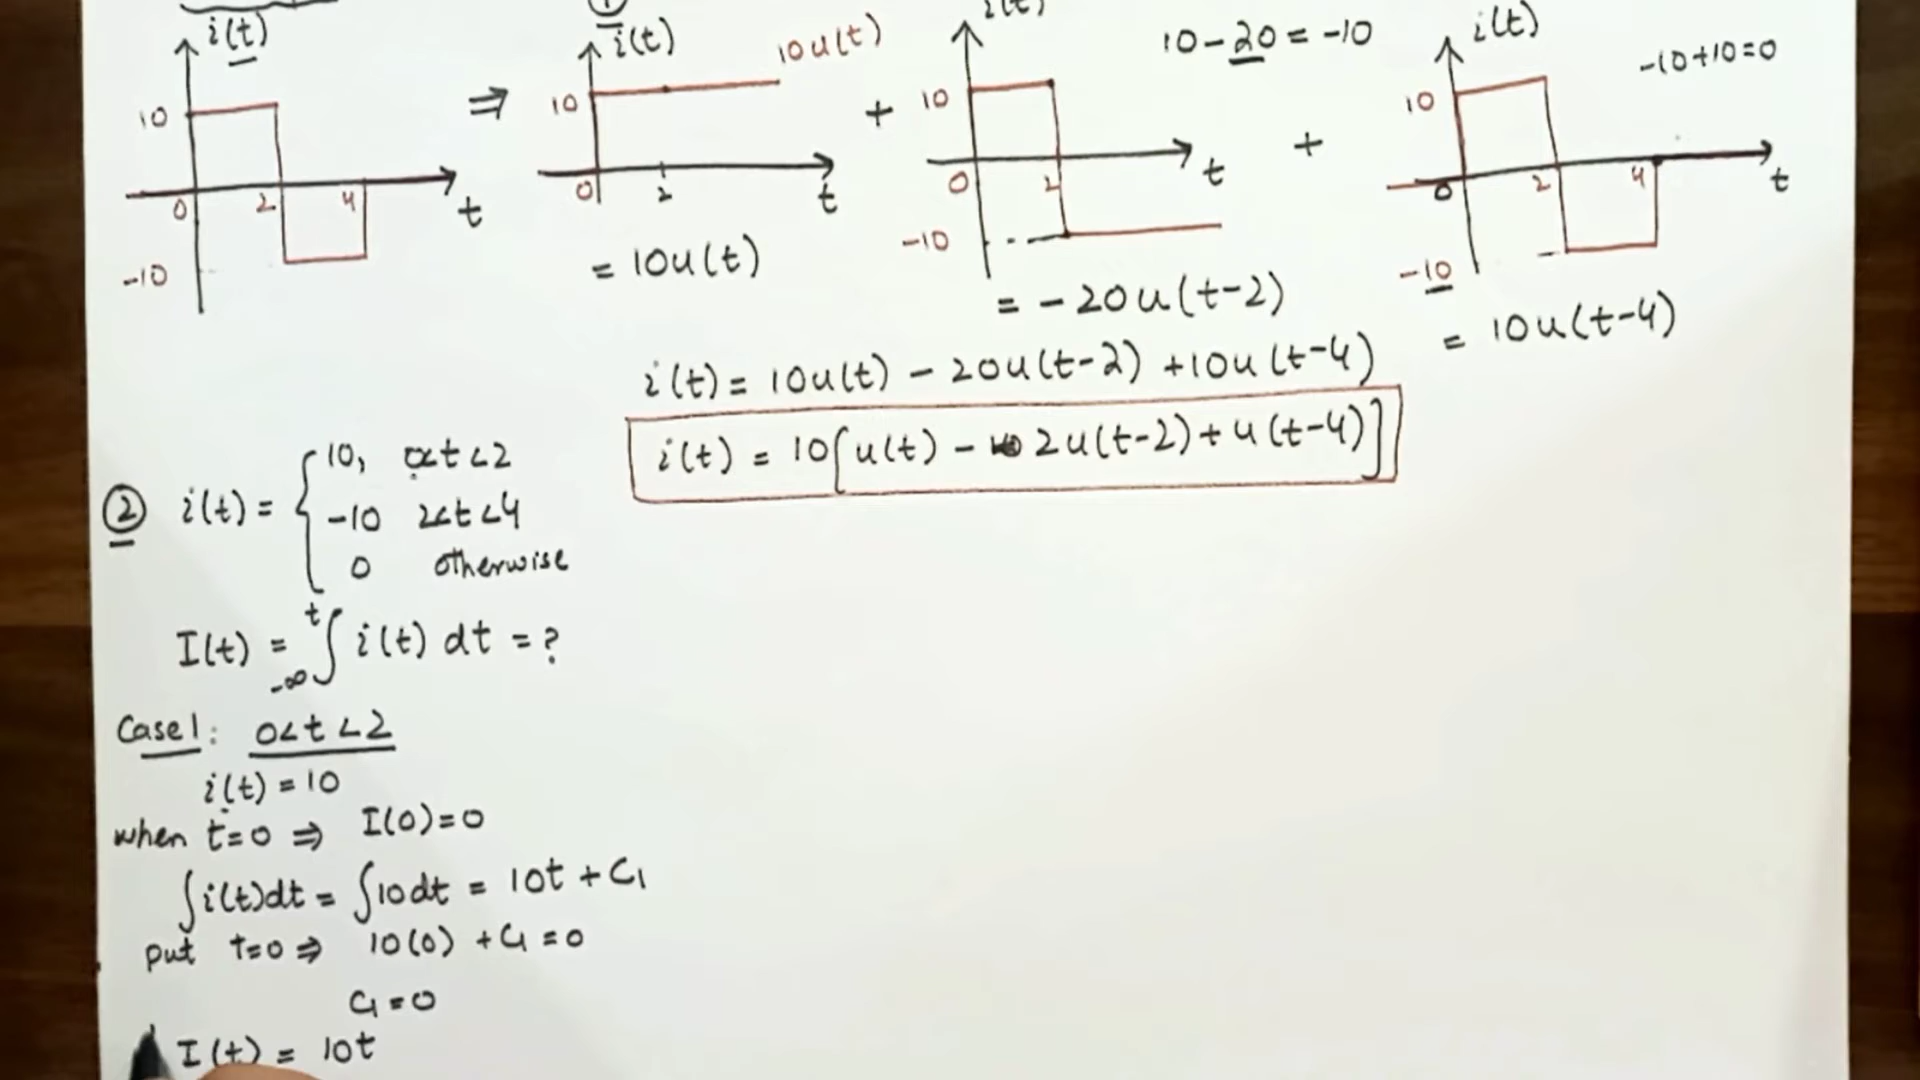 i(t)
10
0 2 4 t
-10
⇒
①
i(t)
10u(t)
10
0 2 t
= 10u(t)
+
i(t)
10-20 = -10
10
0 2 t
-10
= -20u(t-2)
+
i(t)
-10+10=0
10
0 2 4 t
-10
= 10u(t-4)
i(t) = 10u(t) - 20u(t-2) + 10u(t-4)
i(t) = 10[u(t) - 2u(t-2) + u(t-4)]
② i(t) = { 10, 0<t<2
-10 2<t<4
0 otherwise
I(t) = ∫_{-∞}^{t} i(t) dt = ?
Case1: 0<t<2
i(t) = 10
when t=0 ⇒ I(0)=0
∫i(t)dt = ∫10dt = 10t + C₁
put t=0 ⇒ 10(0) + C₁ = 0
C₁ = 0
I(t) = 10t